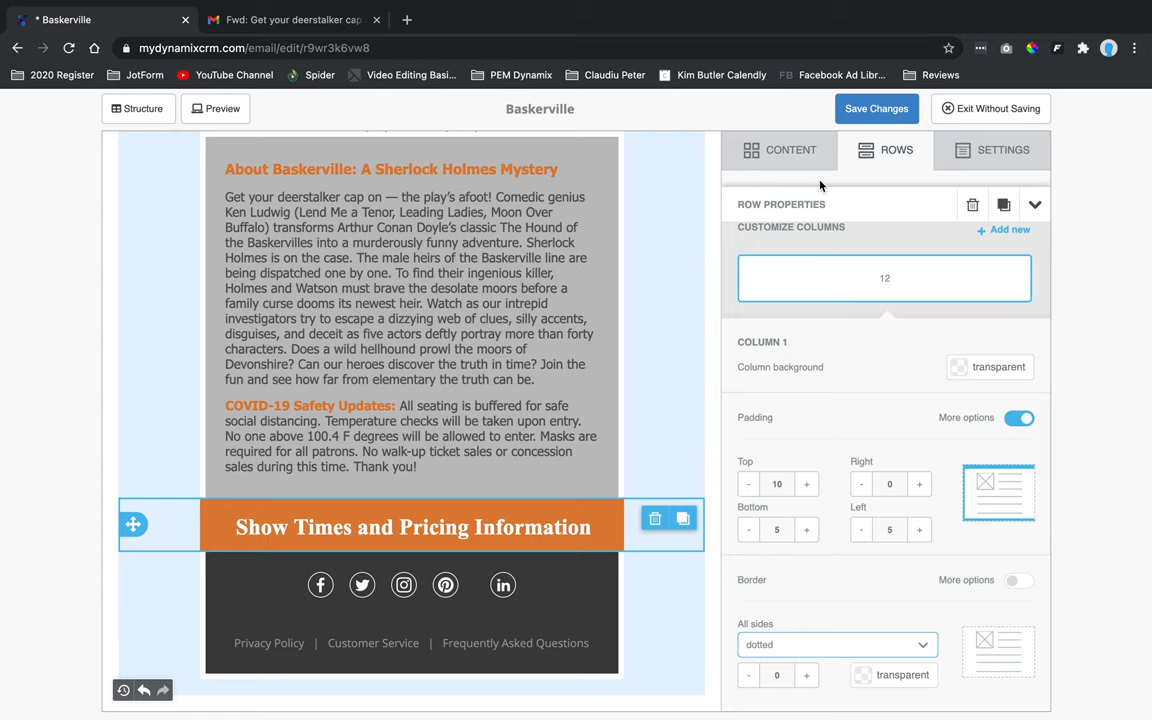 * Baskerville
Fwd: Get your deerstalker cap
mydynamixcrm.com/email/edit/r9wr3k6vw8
2020 Register
JotForm
YouTube Channel
Spider
Video Editing Basi...
PEM Dynamix
Claudiu Peter
Kim Butler Calendly
FB Facebook Ad Libr...
Reviews
Structure
Preview
Baskerville
Save Changes
Exit Without Saving
CONTENT
ROWS
SETTINGS
About Baskerville: A Sherlock Holmes Mystery
Get your deerstalker cap on — the play's afoot! Comedic genius
Ken Ludwig (Lend Me a Tenor, Leading Ladies, Moon Over
Buffalo) transforms Arthur Conan Doyle's classic The Hound of
the Baskervilles into a murderously funny adventure. Sherlock
Holmes is on the case. The male heirs of the Baskerville line are
being dispatched one by one. To find their ingenious killer,
Holmes and Watson must brave the desolate moors before a
family curse dooms its newest heir. Watch as our intrepid
investigators try to escape a dizzying web of clues, silly accents,
disguises, and deceit as five actors deftly portray more than forty
characters. Does a wild hellhound prowl the moors of
Devonshire? Can our heroes discover the truth in time? Join the
fun and see how far from elementary the truth can be.
COVID-19 Safety Updates: All seating is buffered for safe
social distancing. Temperature checks will be taken upon entry.
No one above 100.4 F degrees will be allowed to enter. Masks are
required for all patrons. No walk-up ticket sales or concession
sales during this time. Thank you!
Show Times and Pricing Information
Privacy Policy | Customer Service | Frequently Asked Questions
ROW PROPERTIES
CUSTOMIZE COLUMNS
+ Add new
12
COLUMN 1
Column background
transparent
Padding
More options
Top
Right
- 10 +
- 0 +
Bottom
Left
- 5 +
- 5 +
Border
More options
All sides
dotted
- 0 +
transparent